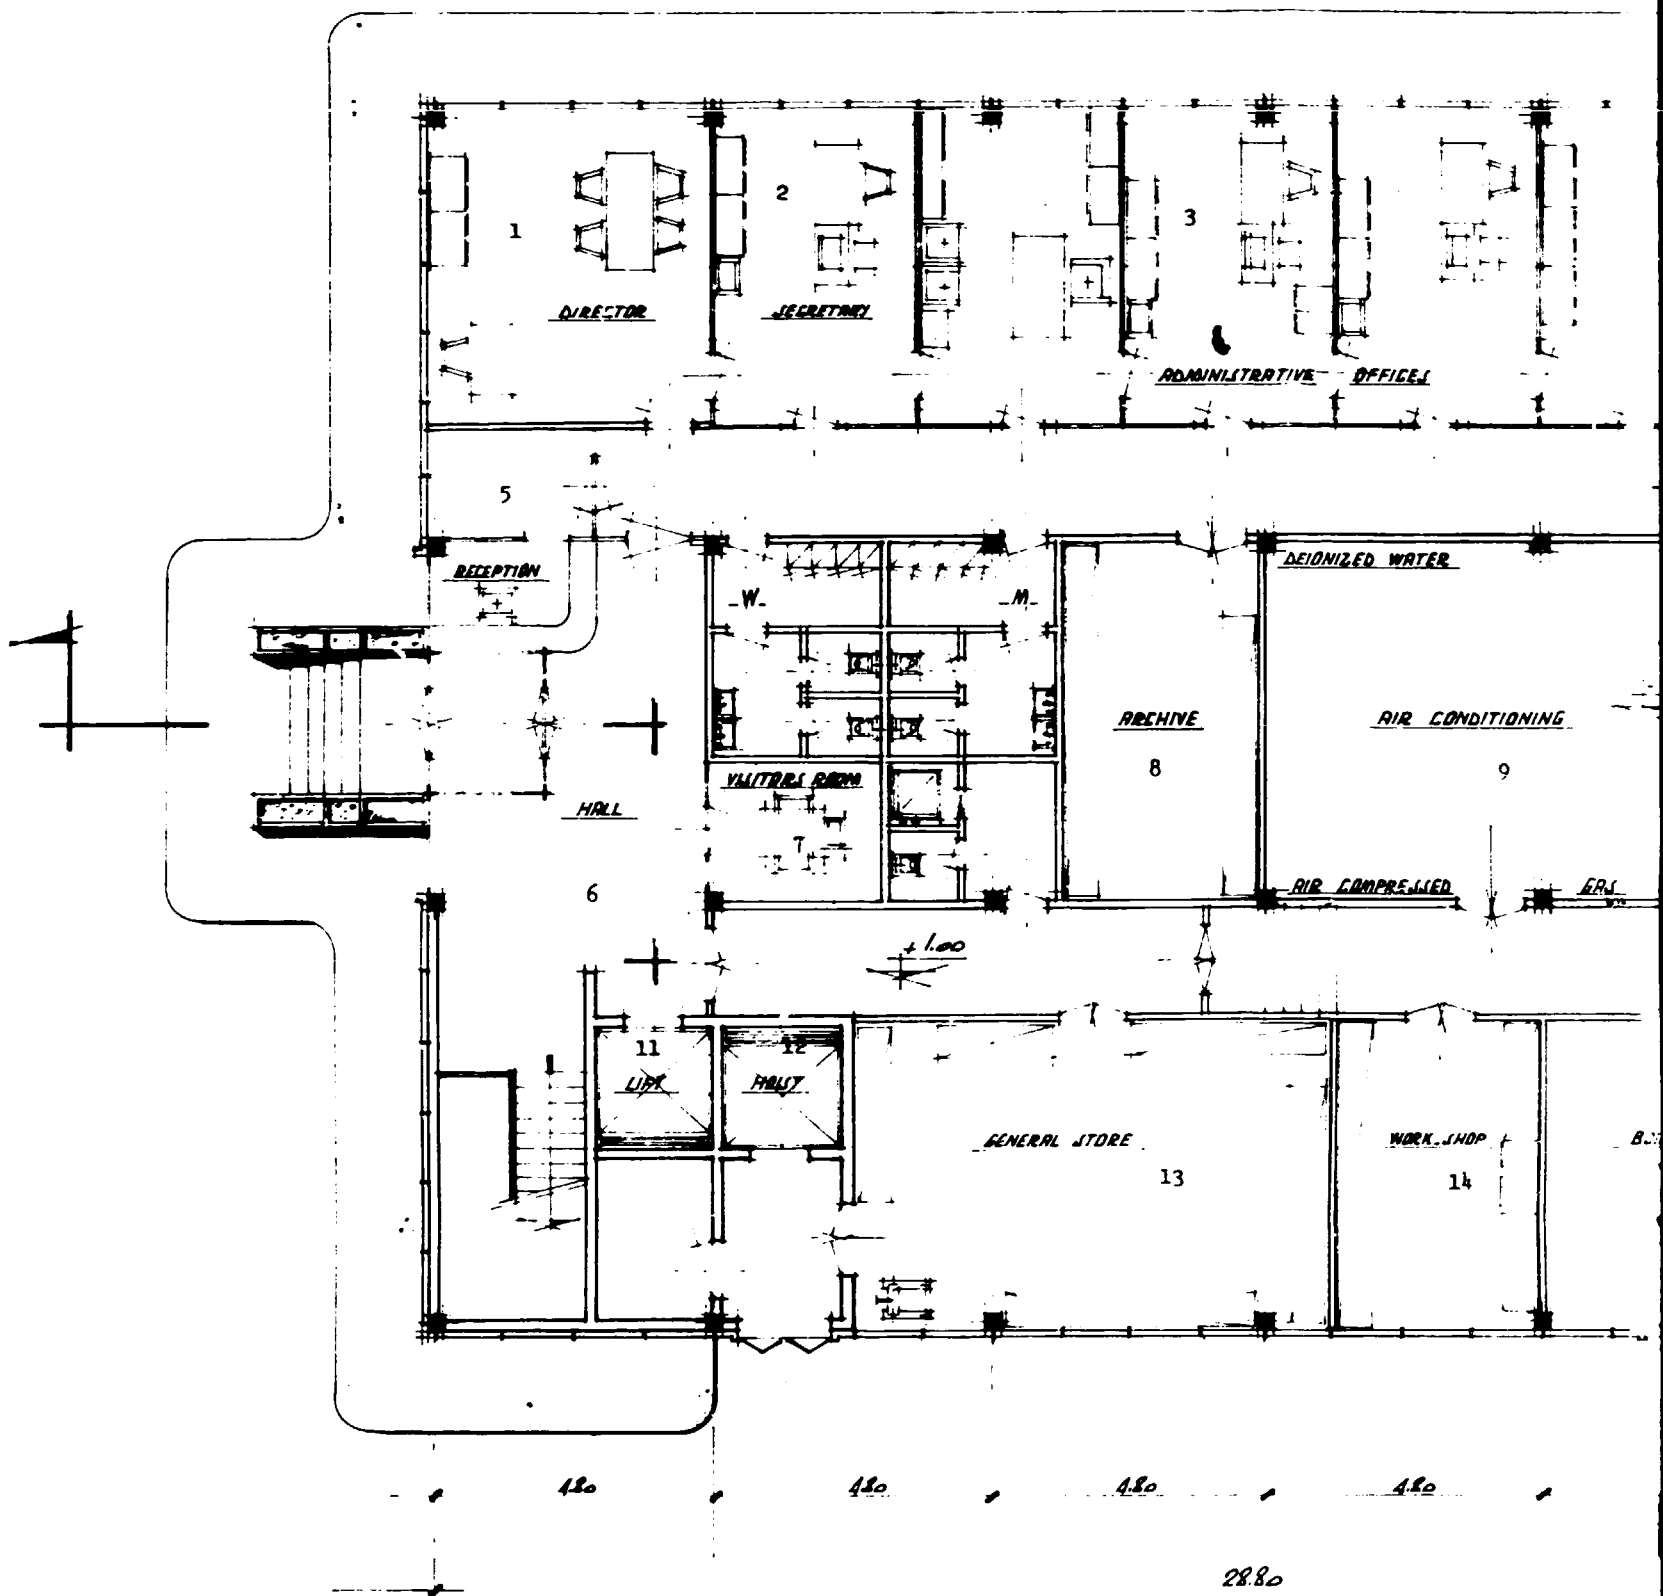 1
2
3
DIRECTOR
SECRETARY
ADMINISTRATIVE OFFICES
5
RECEPTION
DEIONIZED WATER
W
M
ARCHIVE
8
AIR CONDITIONING
9
VISITORS ROOM
7
HALL
6
AIR COMPRESSED
GAS
+ 1.00
11
LIFT
12
HOIST
GENERAL STORE
13
WORK-SHOP
14
4.80
4.80
4.80
4.80
28.80